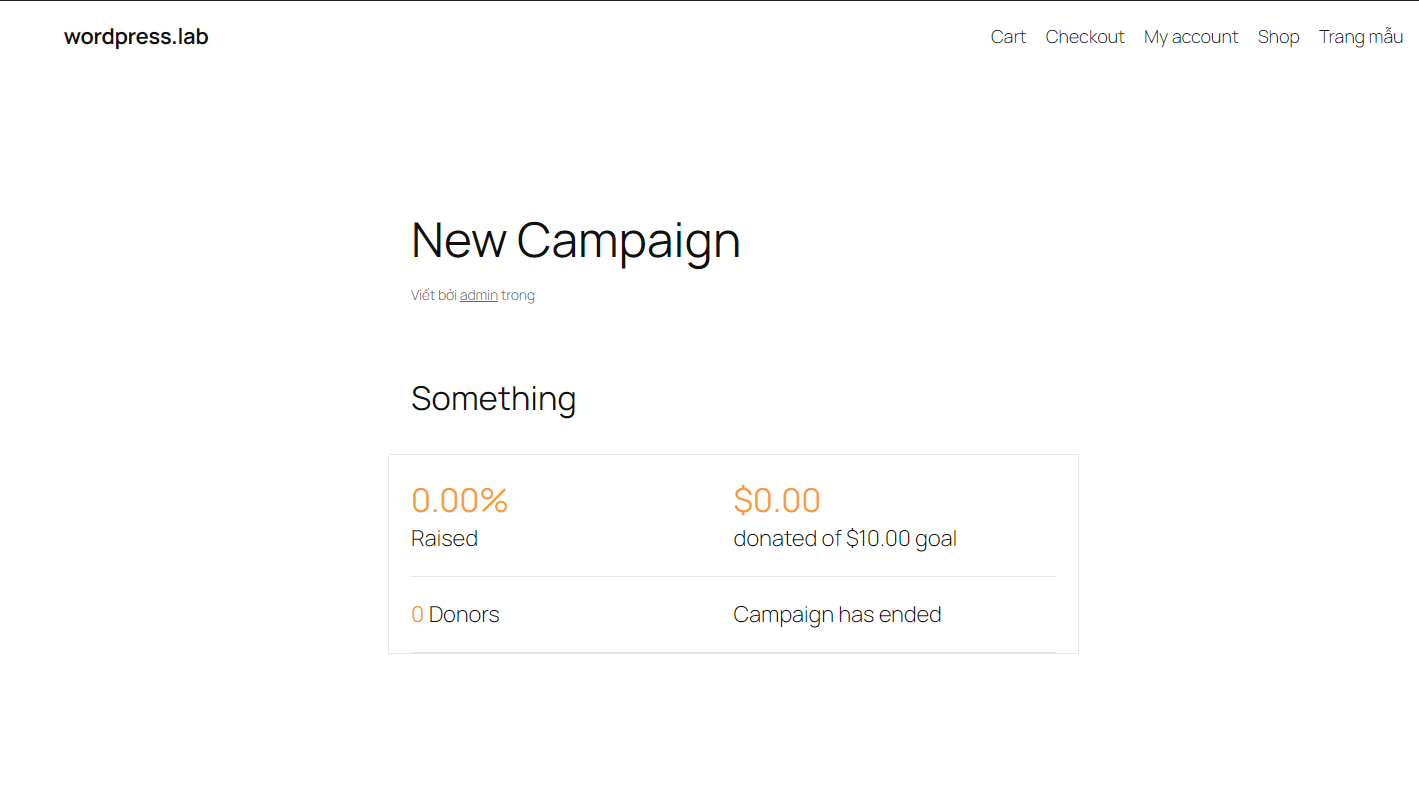 wordpress.lab
Cart Checkout My account Shop Trang mẫu
New Campaign
Viết bởi admin trong
Something
0.00%
Raised
$0.00
donated of $10.00 goal
0 Donors
Campaign has ended